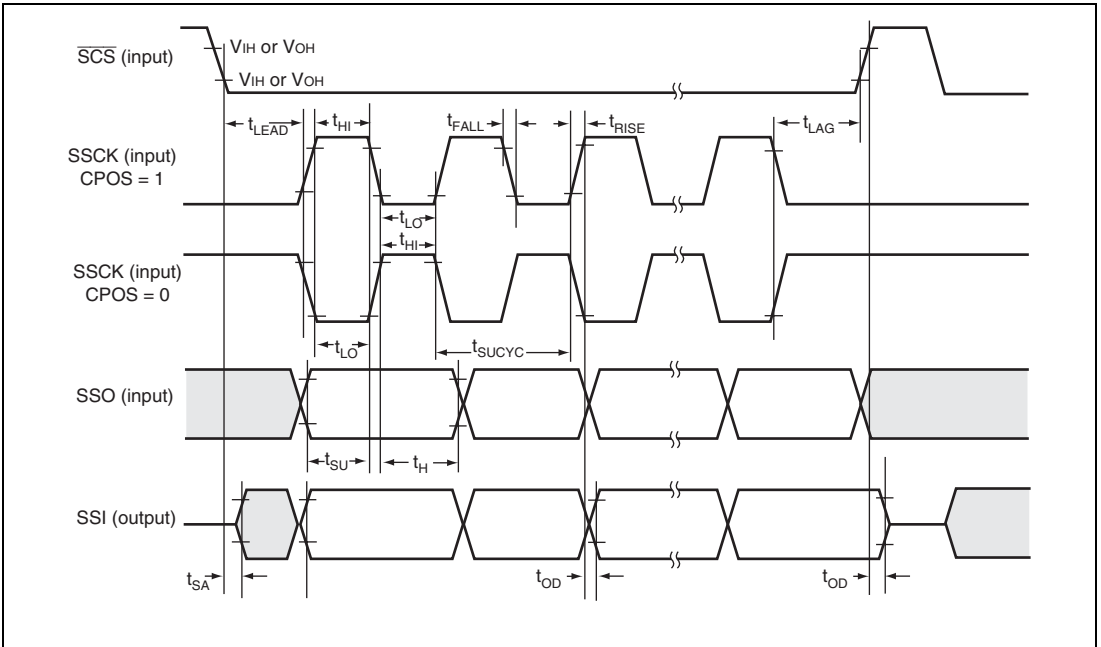 SCS (input)
VIH or VOH
VIH or VOH
tLEAD
tHI
tFALL
tRISE
tLAG
SSCK (input)
CPOS = 1
tLO
tHI
SSCK (input)
CPOS = 0
tLO
tSUCYC
SSO (input)
tSU
tH
SSI (output)
tSA
tOD
tOD